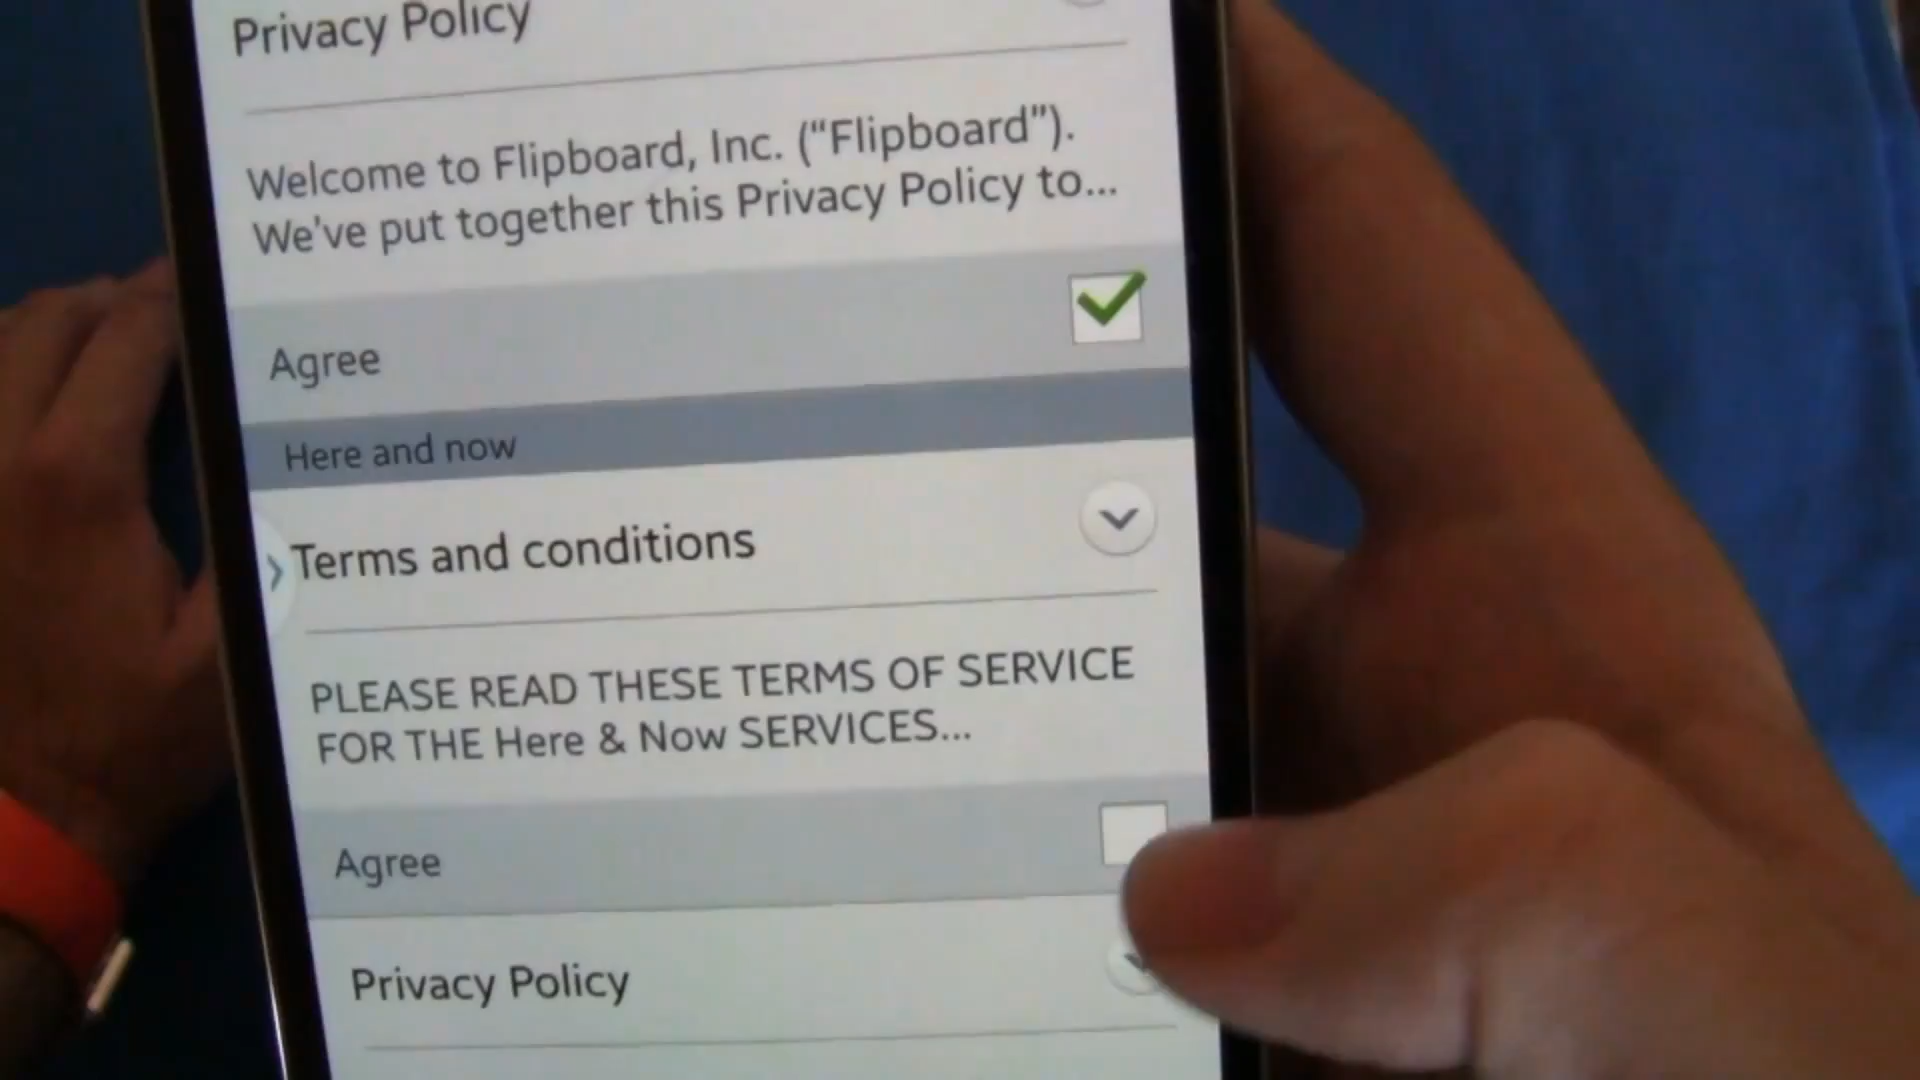 Privacy Policy
Welcome to Flipboard, Inc. (“Flipboard”).
We've put together this Privacy Policy to...
Agree
Here and now
Terms and conditions
PLEASE READ THESE TERMS OF SERVICE
FOR THE Here & Now SERVICES...
Agree
Privacy Policy